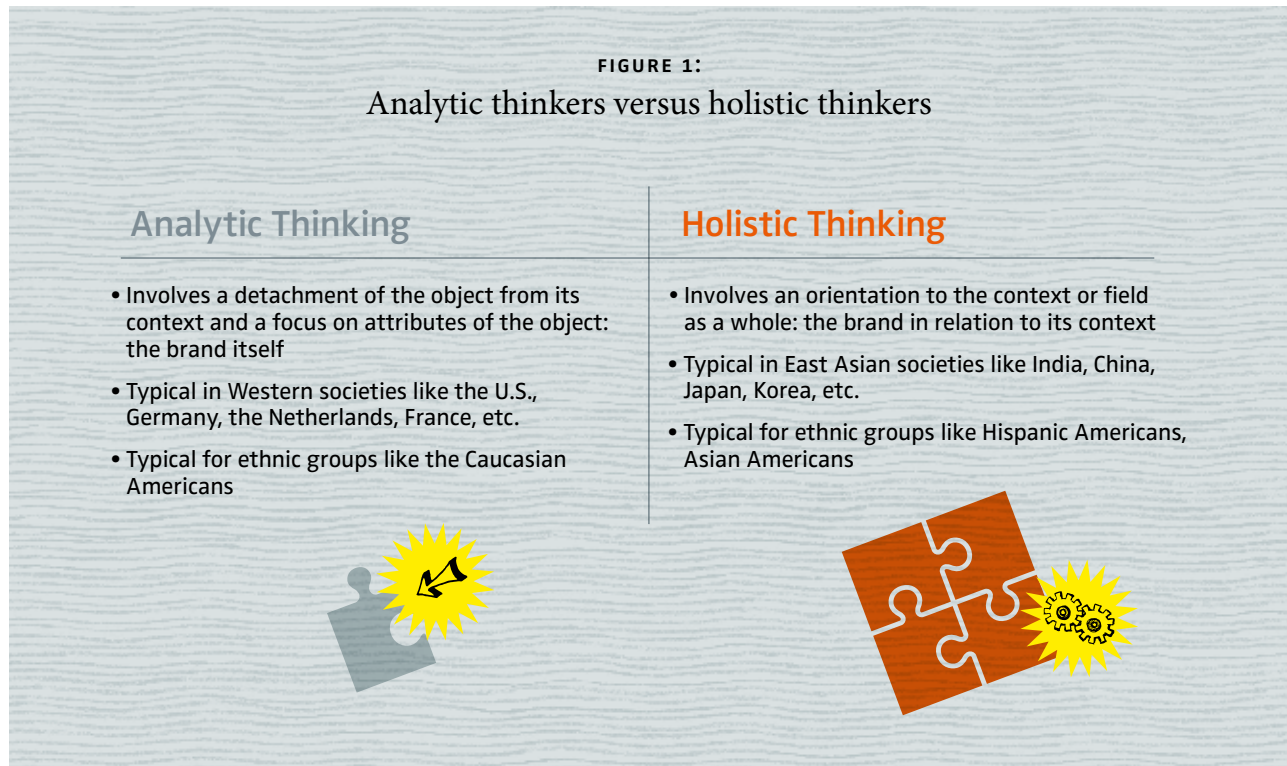 FIGURE 1:
Analytic thinkers versus holistic thinkers
Analytic Thinking
• Involves a detachment of the object from its
context and a focus on attributes of the object:
the brand itself
• Typical in Western societies like the U.S.,
Germany, the Netherlands, France, etc.
• Typical for ethnic groups like the Caucasian
Americans
Holistic Thinking
• Involves an orientation to the context or field
as a whole: the brand in relation to its context
• Typical in East Asian societies like India, China,
Japan, Korea, etc.
• Typical for ethnic groups like Hispanic Americans,
Asian Americans